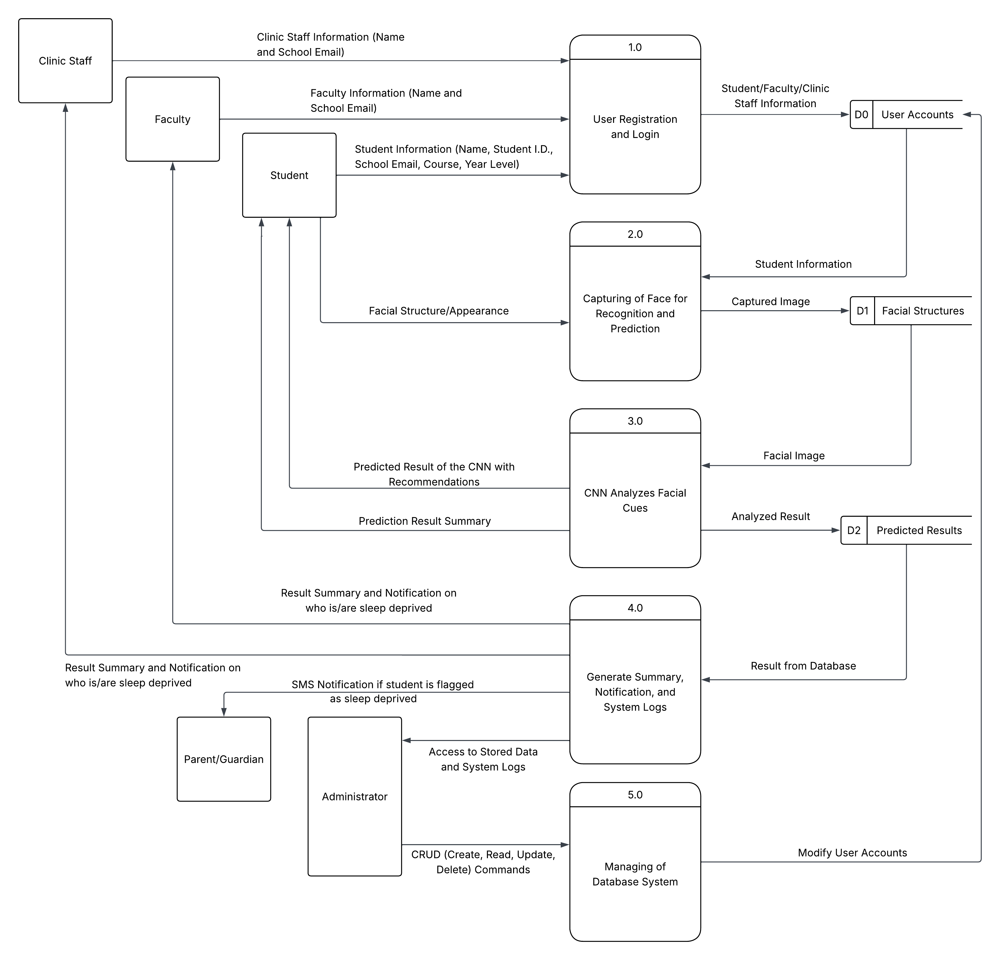 Clinic Staff
Clinic Staff Information (Name
and School Email)
1.0
User Registration
and Login
Faculty
Faculty Information (Name and
School Email)
Student/Faculty/Clinic
Staff Information
D0
User Accounts
Student
Student Information (Name, Student I.D.,
School Email, Course, Year Level)
2.0
Capturing of Face for
Recognition and
Prediction
Student Information
Facial Structure/Appearance
Captured Image
D1
Facial Structures
3.0
CNN Analyzes Facial
Cues
Facial Image
Predicted Result of the CNN with
Recommendations
Prediction Result Summary
Analyzed Result
D2
Predicted Results
Result Summary and Notification on
who is/are sleep deprived
4.0
Generate Summary,
Notification, and
System Logs
Result from Database
Result Summary and Notification on
who is/are sleep deprived
SMS Notification if student is flagged
as sleep deprived
Parent/Guardian
Administrator
Access to Stored Data
and System Logs
5.0
Managing of
Database System
CRUD (Create, Read, Update,
Delete) Commands
Modify User Accounts